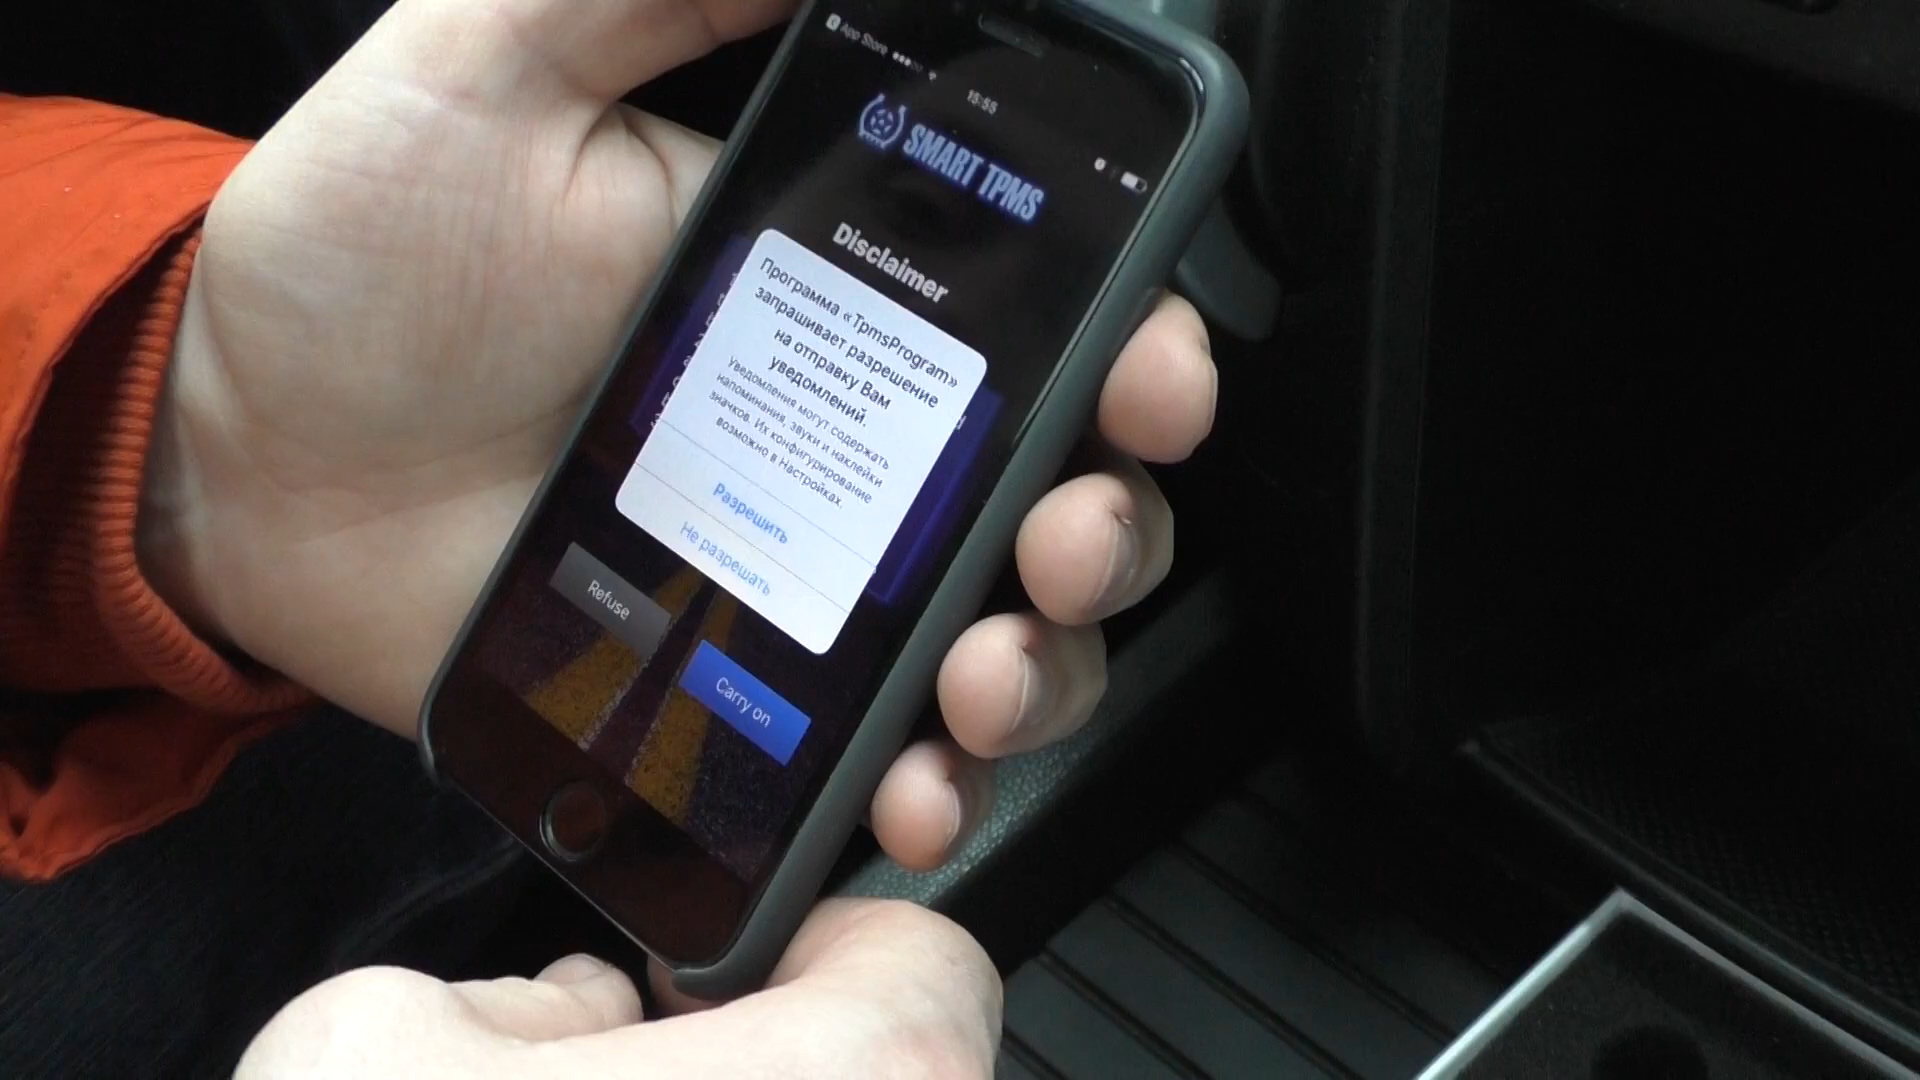 App Store
15:55
SMART TPMS
Disclaimer
Программа «TpmsProgram»
запрашивает разрешение
на отправку Вам
уведомлений.
Уведомления могут содержать
напоминания, звуки и наклейки
значков. Их конфигурирование
возможно в Настройках.
Разрешить
Не разрешать
Refuse
Carry on